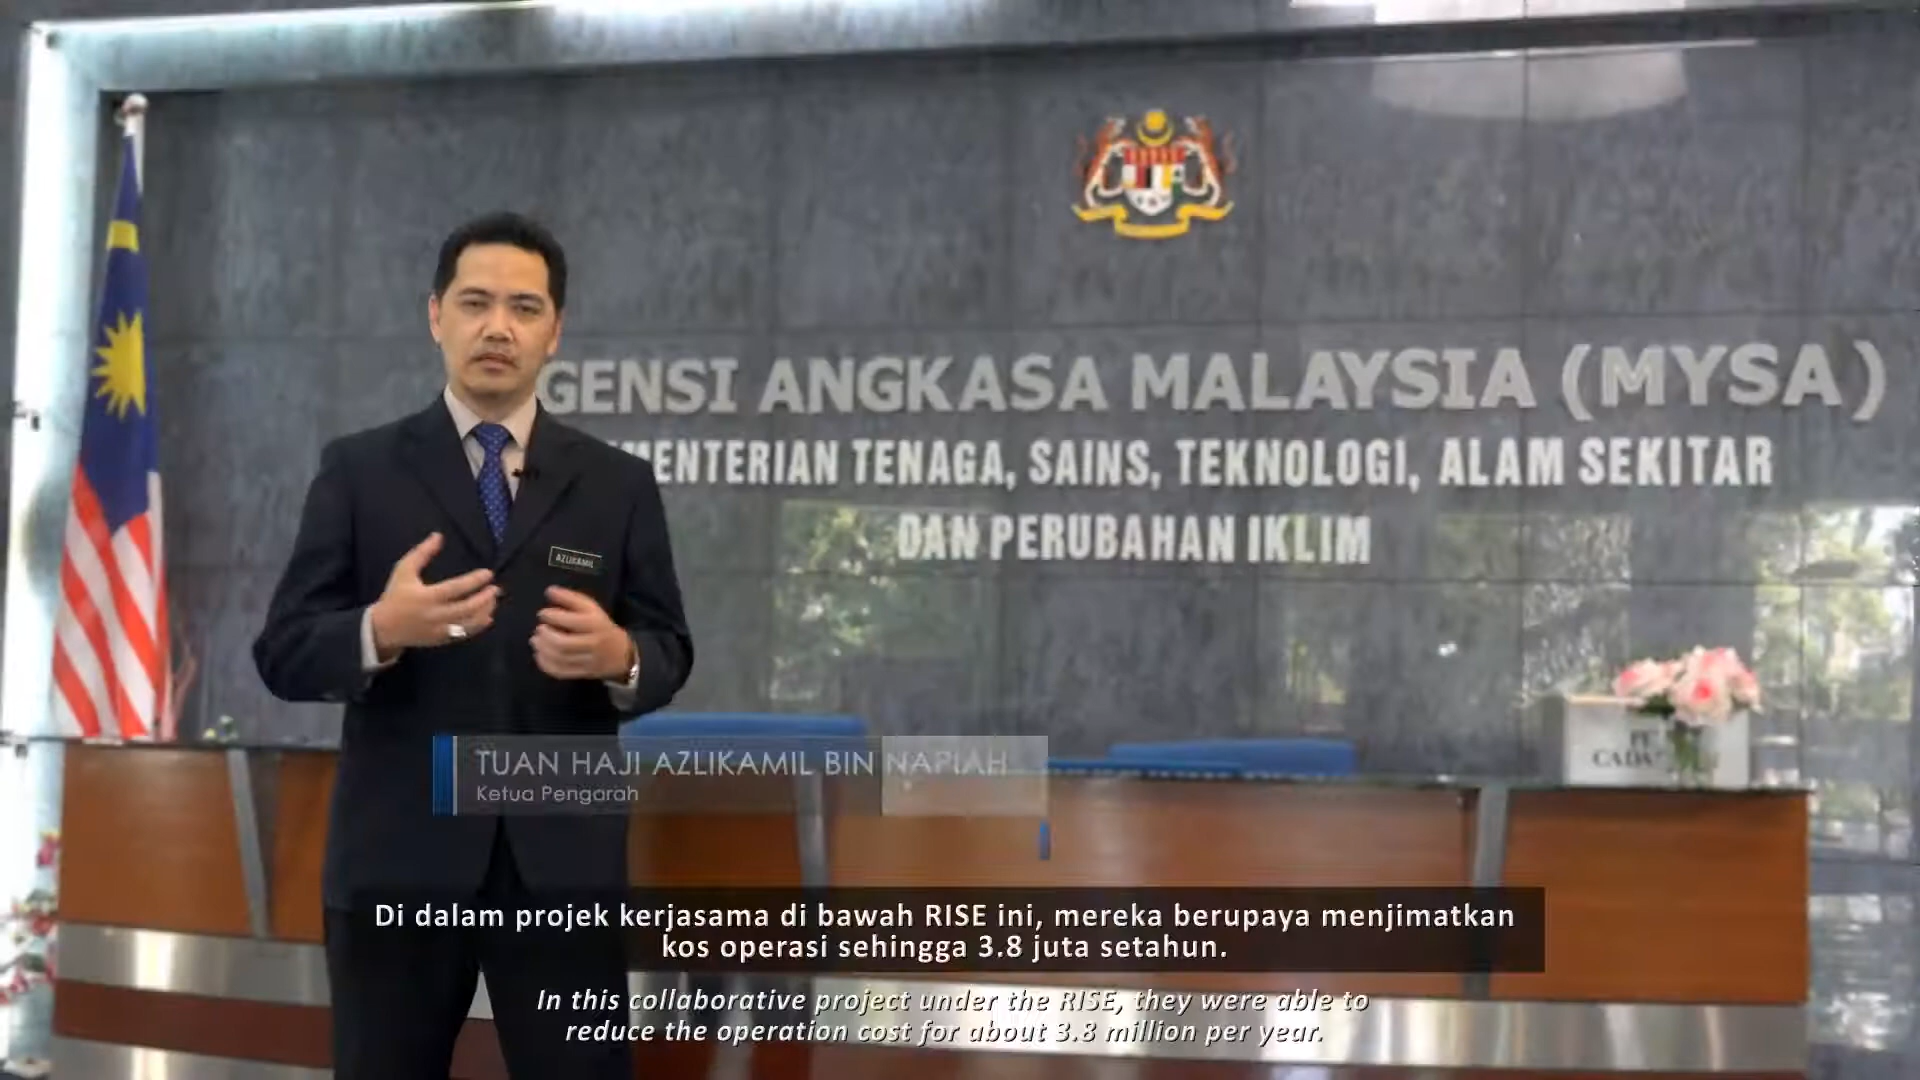 GENSI ANGKASA MALAYSIA (MYSA)
MENTERIAN TENAGA, SAINS, TEKNOLOGI, ALAM SEKITAR
DAN PERUBAHAN IKLIM
AZLIKAMIL
TUAN HAJI AZLIKAMIL BIN NAPIAH
Ketua Pengarah
Di dalam projek kerjasama di bawah RISE ini, mereka berupaya menjimatkan
kos operasi sehingga 3.8 juta setahun.
In this collaborative project under the RISE, they were able to
reduce the operation cost for about 3.8 million per year.